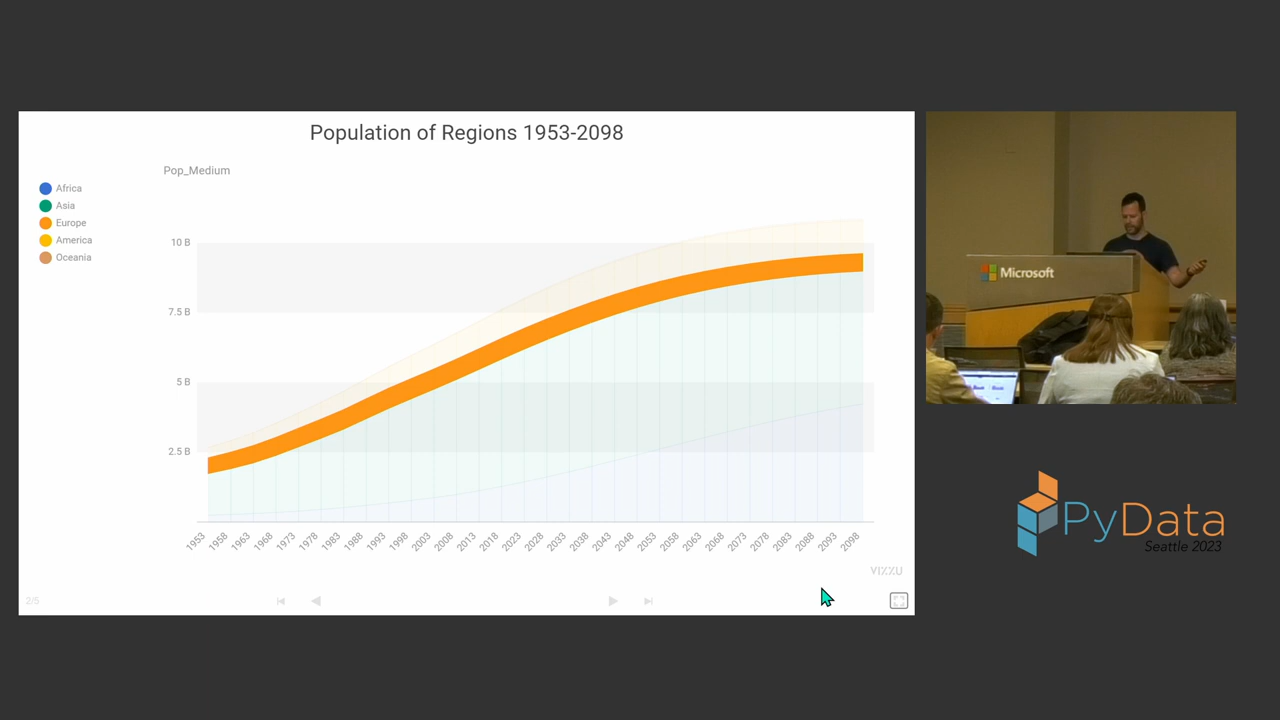 Population of Regions 1953-2098
Pop_Medium
Africa
Asia
Europe
America
Oceania
10 B
7.5 B
5 B
2.5 B
1953 1958 1963 1968 1973 1978 1983 1988 1993 1998 2003 2008 2013 2018 2023 2028 2033 2038 2043 2048 2053 2058 2063 2068 2073 2078 2083 2088 2093 2098
VIZZU
2/5
Microsoft
PyData
Seattle 2023